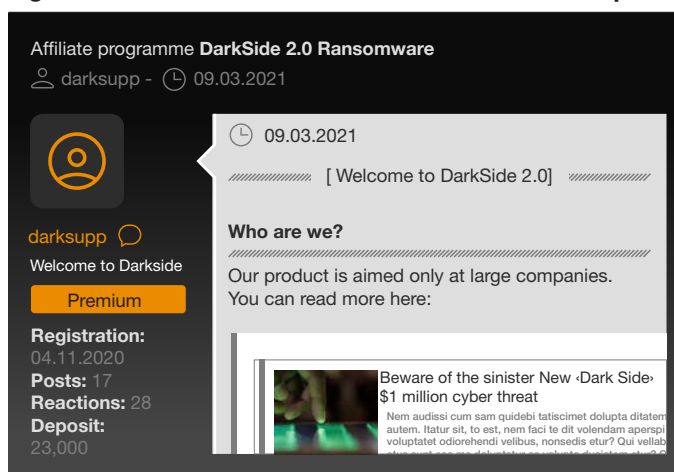 Affiliate programme DarkSide 2.0 Ransomware
darksupp - 09.03.2021
09.03.2021
[ Welcome to DarkSide 2.0]
darksupp
Welcome to Darkside
Premium
Registration:
04.11.2020
Posts: 17
Reactions: 28
Deposit:
23,000
Who are we?
Our product is aimed only at large companies.
You can read more here:
Beware of the sinister New ‹Dark Side›
$1 million cyber threat
Nem audissi cum sam quidebi tatiscimet dolupta ditatem
autem. Itatur sit, to est, nem faci te dit volendam aperspi
voluptatet odiorehendi velibus, nonsedis etur? Qui vellab